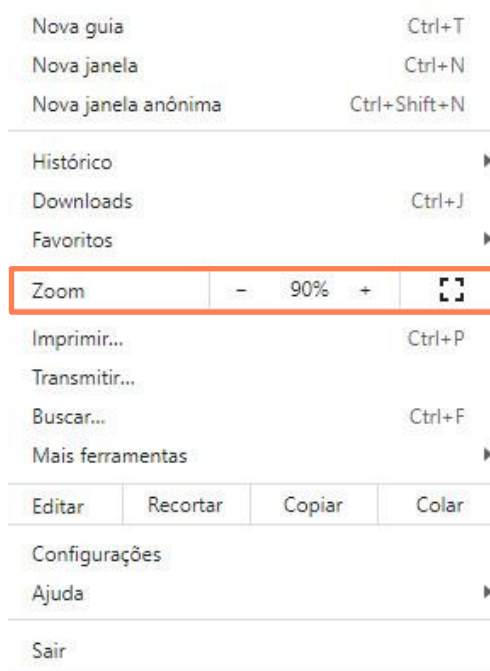 Nova guia Ctrl+T
Nova janela Ctrl+N
Nova janela anônima Ctrl+Shift+N
Histórico
Downloads Ctrl+J
Favoritos
Zoom - 90% +
Imprimir... Ctrl+P
Transmitir...
Buscar... Ctrl+F
Mais ferramentas
Editar Recortar Copiar Colar
Configurações
Ajuda
Sair